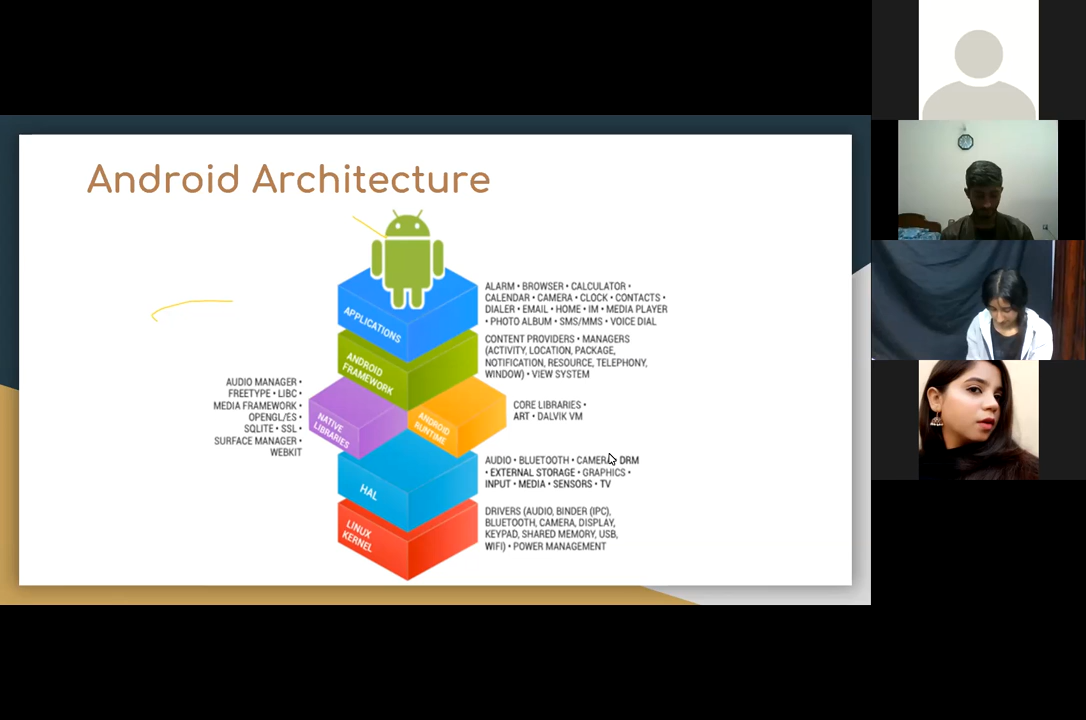 Android Architecture
APPLICATIONS
ALARM • BROWSER • CALCULATOR •
CALENDAR • CAMERA • CLOCK • CONTACTS •
DIALER • EMAIL • HOME • IM • MEDIA PLAYER
• PHOTO ALBUM • SMS/MMS • VOICE DIAL
ANDROID
FRAMEWORK
CONTENT PROVIDERS • MANAGERS
(ACTIVITY, LOCATION, PACKAGE,
NOTIFICATION, RESOURCE, TELEPHONY,
WINDOW) • VIEW SYSTEM
AUDIO MANAGER •
FREETYPE • LIBC •
MEDIA FRAMEWORK •
OPENGL/ES •
SQLITE • SSL •
SURFACE MANAGER •
WEBKIT
NATIVE
LIBRARIES
ANDROID
RUNTIME
CORE LIBRARIES •
ART • DALVIK VM
HAL
AUDIO • BLUETOOTH • CAMERA DRM
• EXTERNAL STORAGE • GRAPHICS •
INPUT • MEDIA • SENSORS • TV
LINUX
KERNEL
DRIVERS (AUDIO, BINDER (IPC),
BLUETOOTH, CAMERA, DISPLAY,
KEYPAD, SHARED MEMORY, USB,
WIFI) • POWER MANAGEMENT